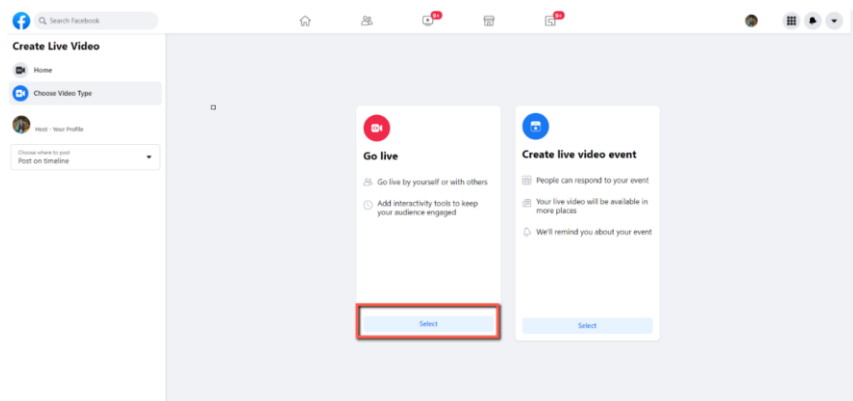 Search Facebook
9+
9+
Create Live Video
Home
Choose Video Type
Host - Your Profile
Choose where to post
Post on timeline
Go live
Go live by yourself or with others
Add interactivity tools to keep
your audience engaged
Select
Create live video event
People can respond to your event
Your live video will be available in
more places
We'll remind you about your event
Select